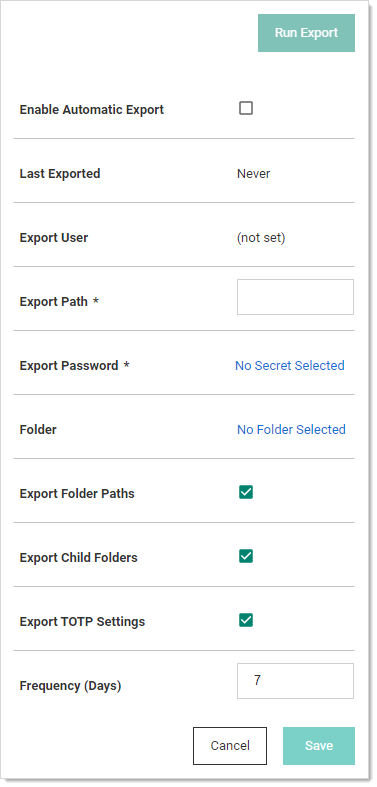 Run Export
Enable Automatic Export
Last Exported Never
Export User (not set)
Export Path *
Export Password * No Secret Selected
Folder No Folder Selected
Export Folder Paths
Export Child Folders
Export TOTP Settings
Frequency (Days) 7
Cancel Save